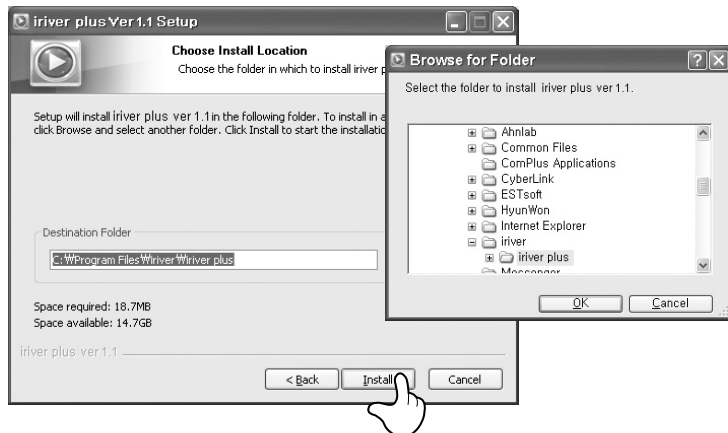 iriver plus Ver 1.1 Setup
Choose Install Location
Choose the folder in which to install iriver
Setup will install iriver plus ver 1.1 in the following folder. To install in a
click Browse and select another folder. Click Install to start the
Destination Folder
C:₩Program Files₩iriver₩iriver plus
Space required: 18.7MB
Space available: 14.7GB
iriver plus ver 1.1
< Back
Install
Cancel
Browse for Folder
Select the folder to install iriver plus ver 1.1.
Ahnlab
Common Files
ComPlus Applications
CyberLink
ESTsoft
HyunWon
Internet Explorer
iriver
iriver plus
OK
Cancel